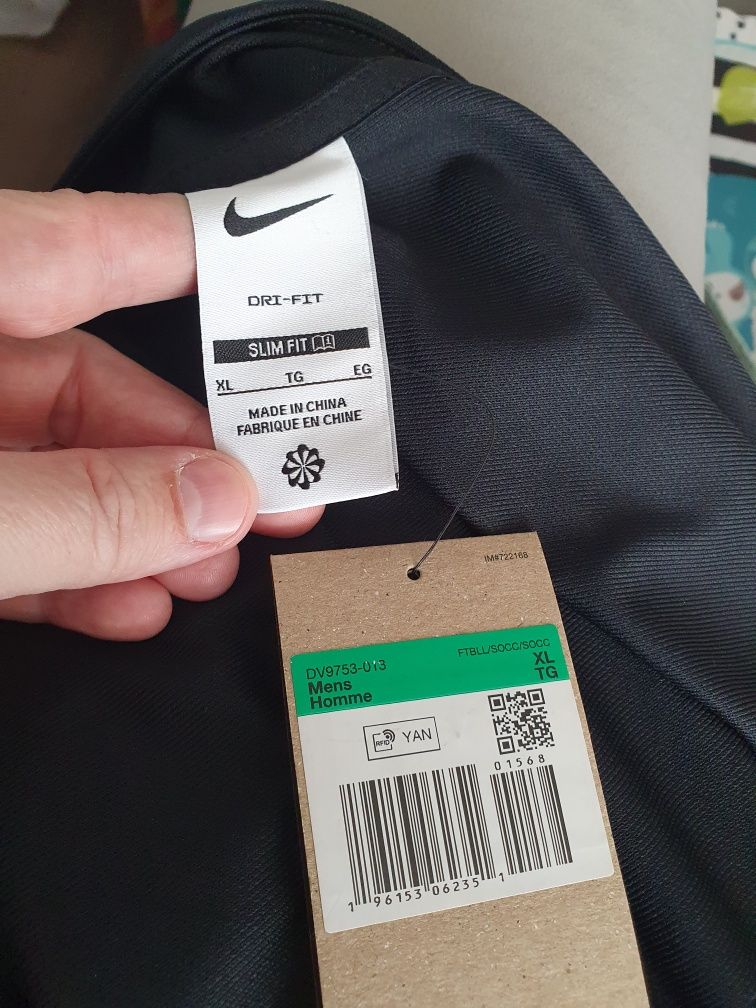 DRI-FIT
SLIM FIT
XL TG EG
MADE IN CHINA
FABRIQUE EN CHINE
IM#722168
DV9753-013
FTBLL/SOCC/SOCC
Mens
XL
Homme
TG
RFID YAN
01568
1 96153 06235 1